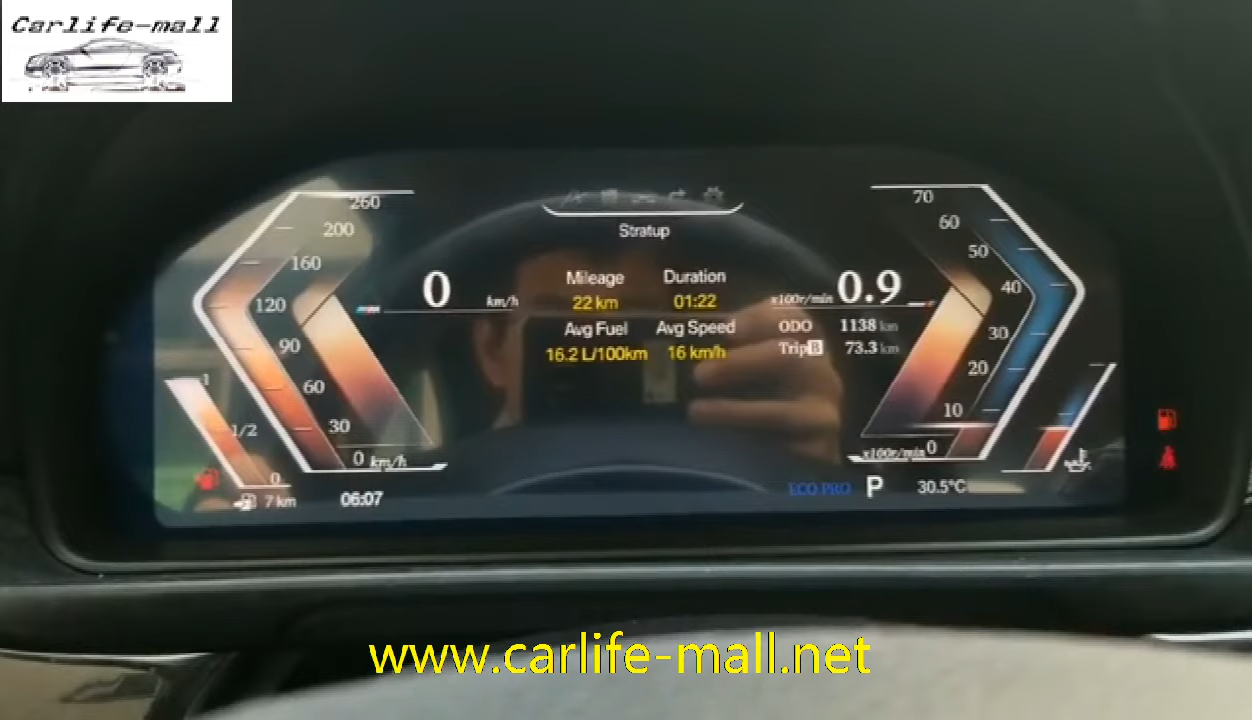 Carlife-mall
260
200
160
120
90
60
30
0 km/h
1
1/2
0
7 km
06:07
0 km/h
Stratup
Mileage Duration
22 km 01:22
Avg Fuel Avg Speed
16.2 L/100km 16 km/h
x100r/min 0.9
ODO 1138 km
Trip B 73.3 km
70
60
50
40
30
20
10
x100r/min 0
ECO PRO P 30.5°C
www.carlife-mall.net